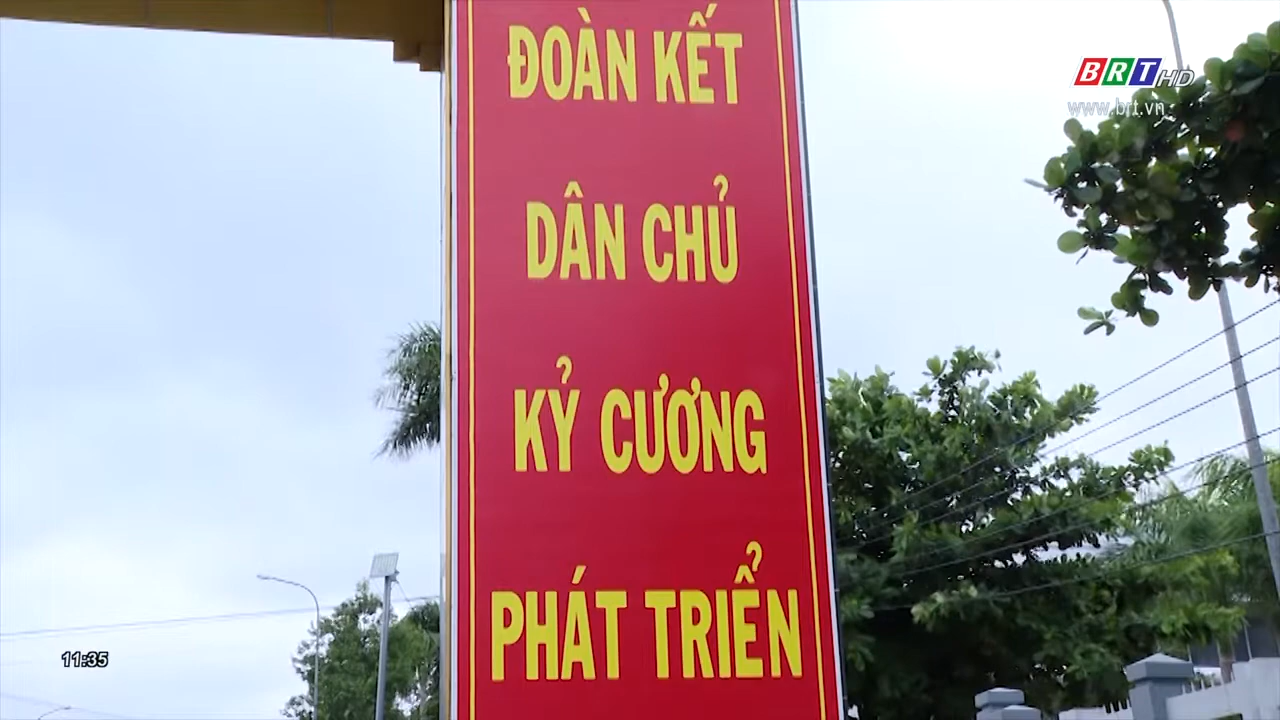 ĐOÀN KẾT
DÂN CHỦ
KỶ CƯƠNG
PHÁT TRIỂN
BRT HD
www.brt.vn
11:35